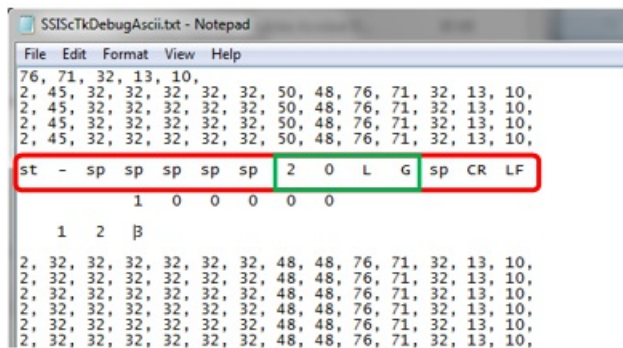 SSIScTkDebugAscii.txt - Notepad
File Edit Format View Help
76, 71, 32, 13, 10,
2, 45, 32, 32, 32, 32, 32, 50, 48, 76, 71, 32, 13, 10,
2, 45, 32, 32, 32, 32, 32, 50, 48, 76, 71, 32, 13, 10,
2, 45, 32, 32, 32, 32, 32, 50, 48, 76, 71, 32, 13, 10,
2, 45, 32, 32, 32, 32, 32, 50, 48, 76, 71, 32, 13, 10,
st - sp sp sp sp sp 2 0 L G sp CR LF
1 0 0 0 0 0
1 2 3
2, 32, 32, 32, 32, 32, 32, 48, 48, 76, 71, 32, 13, 10,
2, 32, 32, 32, 32, 32, 32, 48, 48, 76, 71, 32, 13, 10,
2, 32, 32, 32, 32, 32, 32, 48, 48, 76, 71, 32, 13, 10,
2, 32, 32, 32, 32, 32, 32, 48, 48, 76, 71, 32, 13, 10,
2, 32, 32, 32, 32, 32, 32, 48, 48, 76, 71, 32, 13, 10,
2, 32, 32, 32, 32, 32, 32, 48, 48, 76, 71, 32, 13, 10,